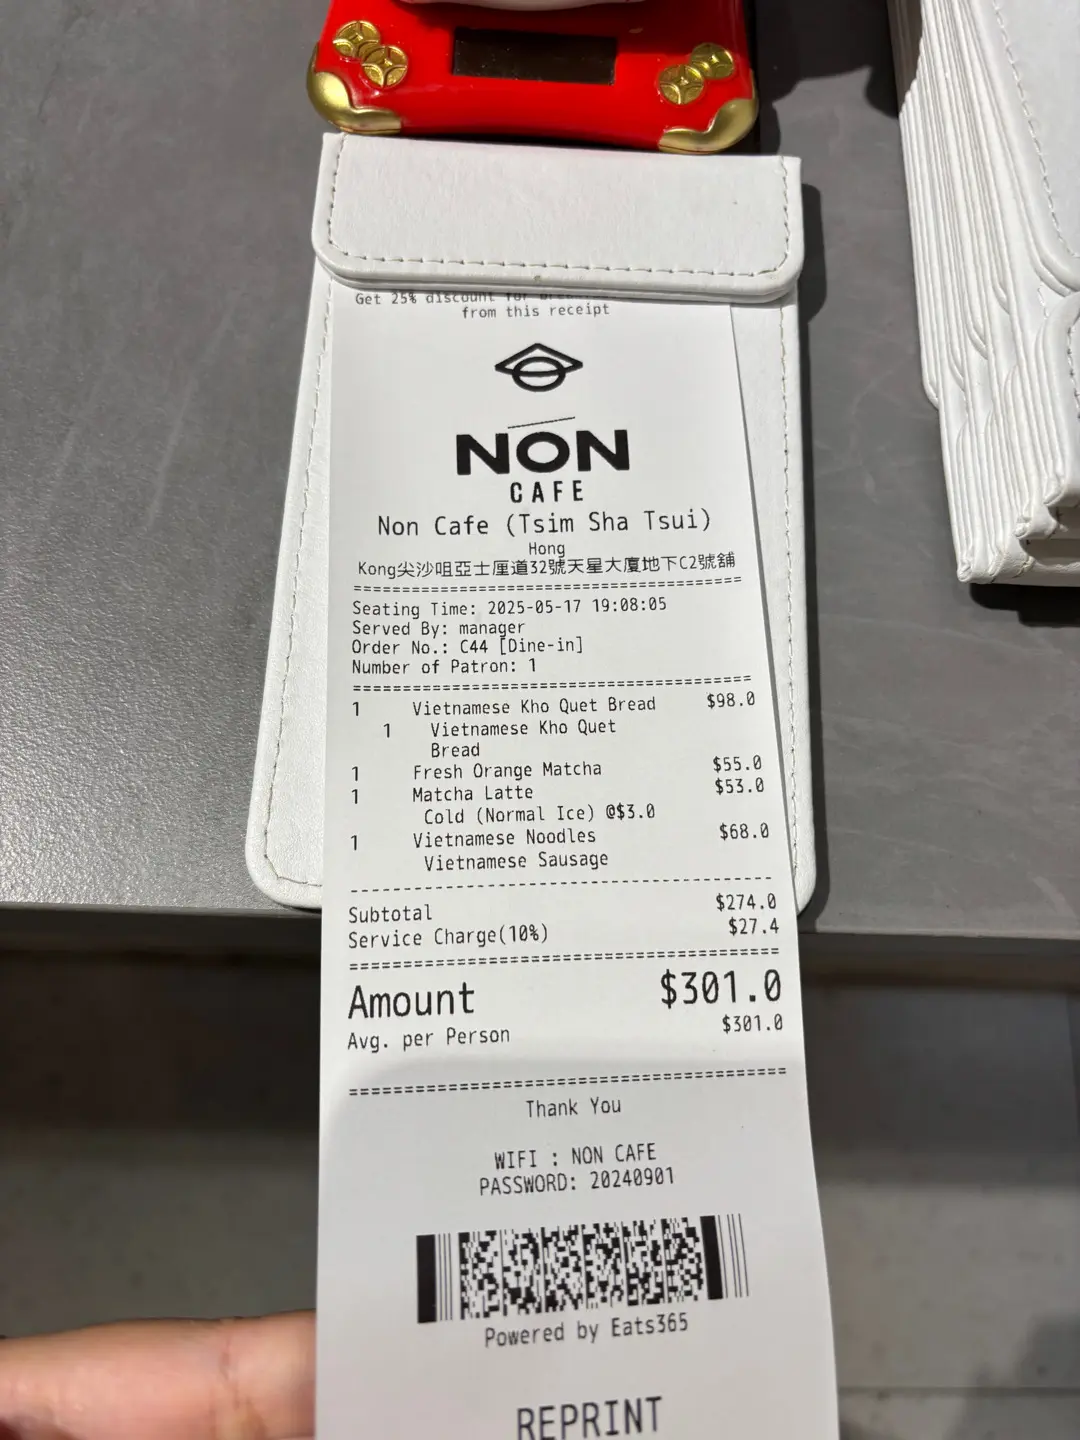 Get 25% discount for
from this receipt
NON
CAFE
Non Cafe (Tsim Sha Tsui)
Hong
Kong尖沙咀亞士厘道32號天星大廈地下C2號舖
Seating Time: 2025-05-17 19:08:05
Served By: manager
Order No.: C44 [Dine-in]
Number of Patron: 1
1 Vietnamese Kho Quet Bread $98.0
1 Vietnamese Kho Quet
Bread
1 Fresh Orange Matcha $55.0
1 Matcha Latte $53.0
Cold (Normal Ice) @$3.0
1 Vietnamese Noodles $68.0
Vietnamese Sausage
Subtotal $274.0
Service Charge(10%) $27.4
Amount $301.0
Avg. per Person $301.0
Thank You
WIFI : NON CAFE
PASSWORD: 20240901
Powered by Eats365
REPRINT